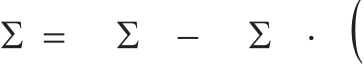 Σ = Σ − Σ · (